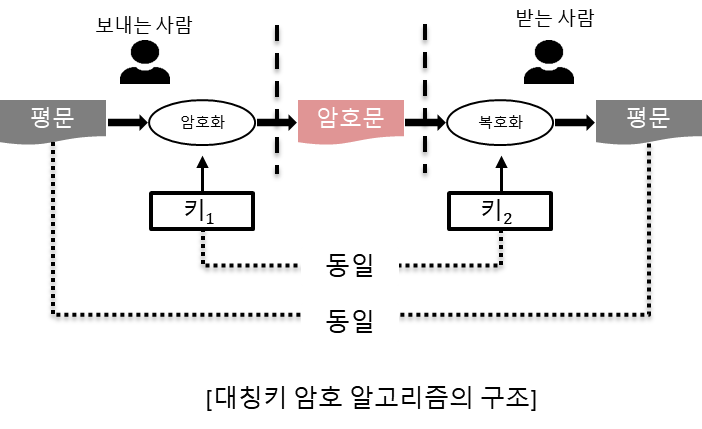 보내는 사람
받는 사람
평문
암호화
암호문
복호화
평문
키1
키2
동일
동일
[대칭키 암호 알고리즘의 구조]